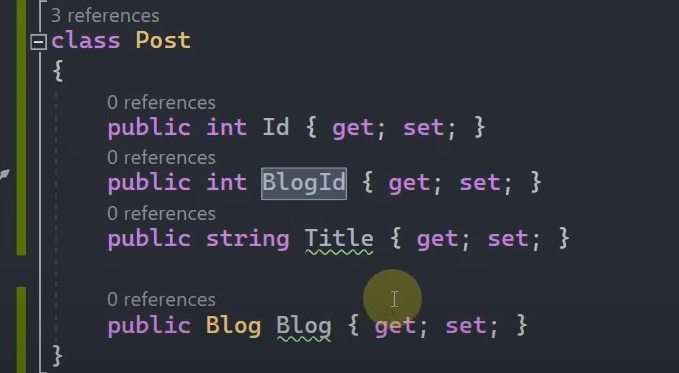 3 references
class Post
{
0 references
public int Id { get; set; }
0 references
public int BlogId { get; set; }
0 references
public string Title { get; set; }
0 references
public Blog Blog { get; set; }
}